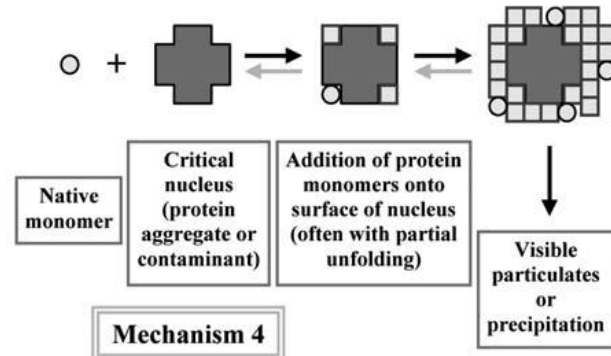 +
Native
monomer
Critical
nucleus
(protein
aggregate or
contaminant)
Addition of protein
monomers onto
surface of nucleus
(often with partial
unfolding)
Visible
particulates
or
precipitation
Mechanism 4